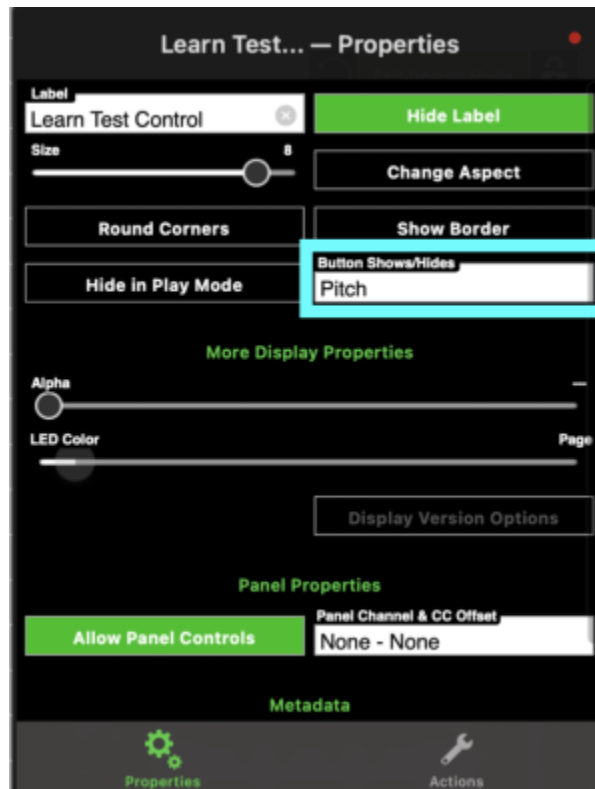 Learn Test... — Properties
Label
Learn Test Control
Hide Label
Size 8
Change Aspect
Round Corners
Show Border
Hide in Play Mode
Button Shows/Hides
Pitch
More Display Properties
Alpha —
LED Color Page
Display Version Options
Panel Properties
Allow Panel Controls
Panel Channel & CC Offset
None - None
Metadata
Properties
Actions